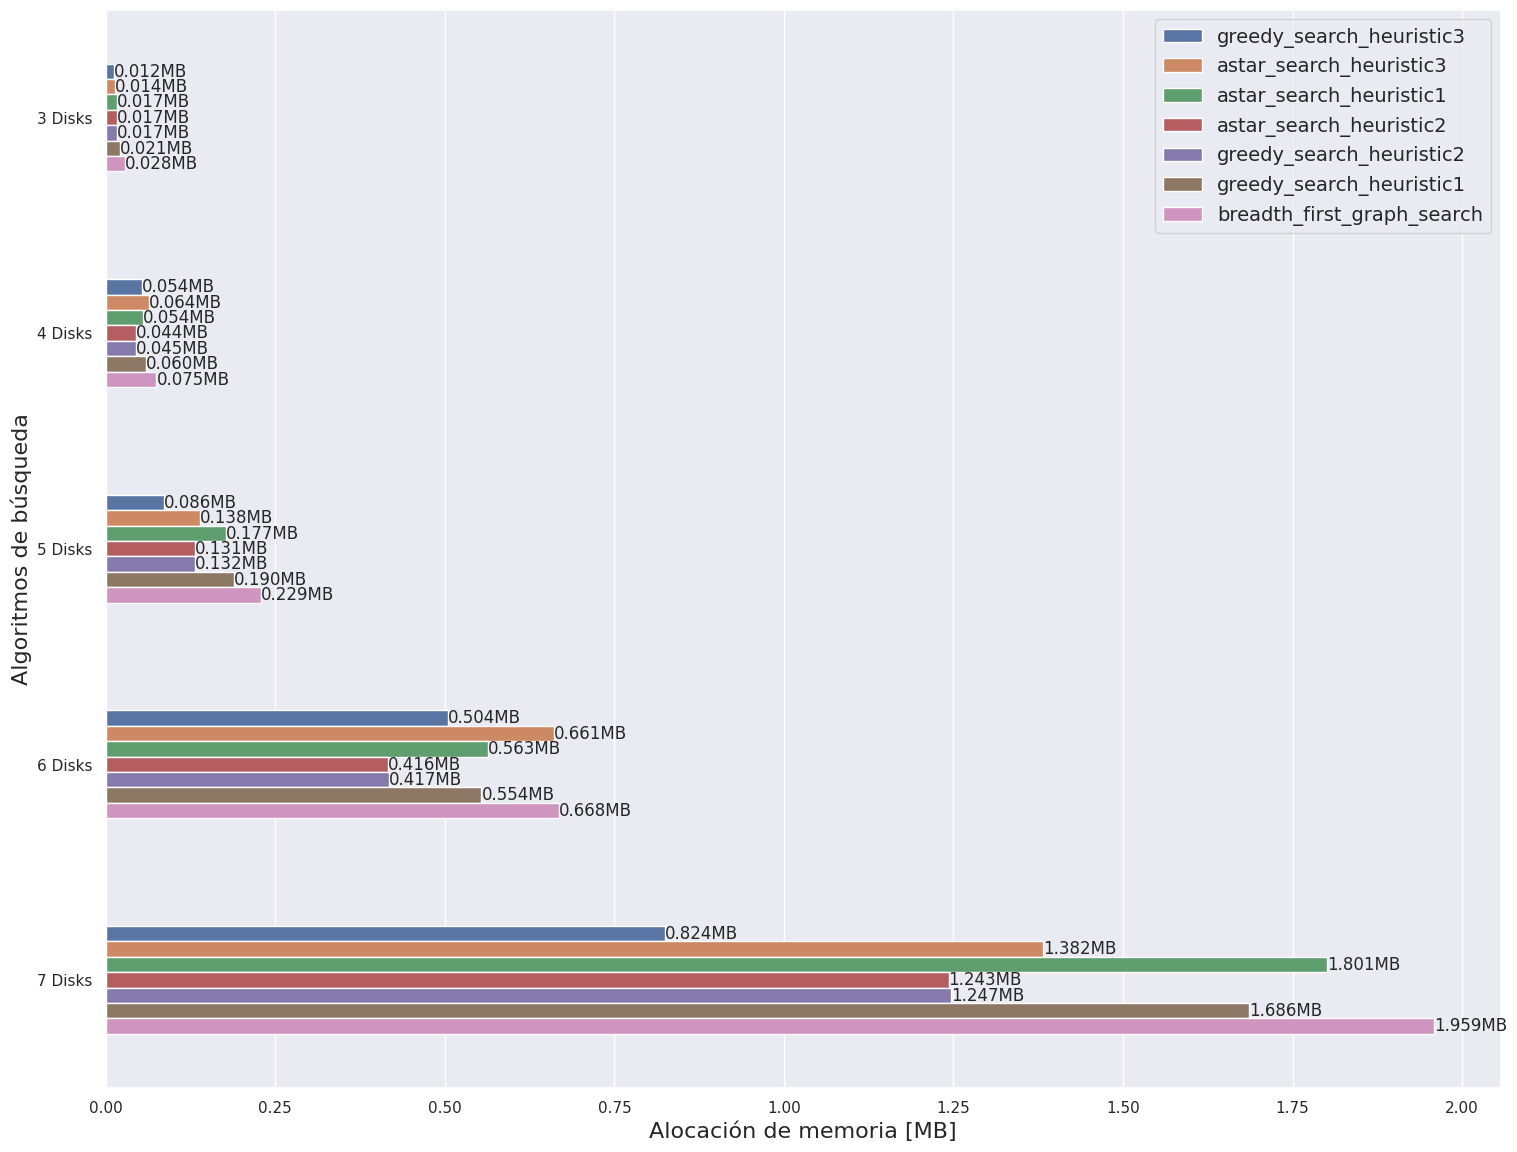 greedy_search_heuristic3
astar_search_heuristic3
astar_search_heuristic1
astar_search_heuristic2
greedy_search_heuristic2
greedy_search_heuristic1
breadth_first_graph_search
Algoritmos de búsqueda
3 Disks
0.012MB
0.014MB
0.017MB
0.017MB
0.017MB
0.021MB
0.028MB
4 Disks
0.054MB
0.064MB
0.054MB
0.044MB
0.045MB
0.060MB
0.075MB
5 Disks
0.086MB
0.138MB
0.177MB
0.131MB
0.132MB
0.190MB
0.229MB
6 Disks
0.504MB
0.661MB
0.563MB
0.416MB
0.417MB
0.554MB
0.668MB
7 Disks
0.824MB
1.382MB
1.801MB
1.243MB
1.247MB
1.686MB
1.959MB
0.00 0.25 0.50 0.75 1.00 1.25 1.50 1.75 2.00
Alocación de memoria [MB]